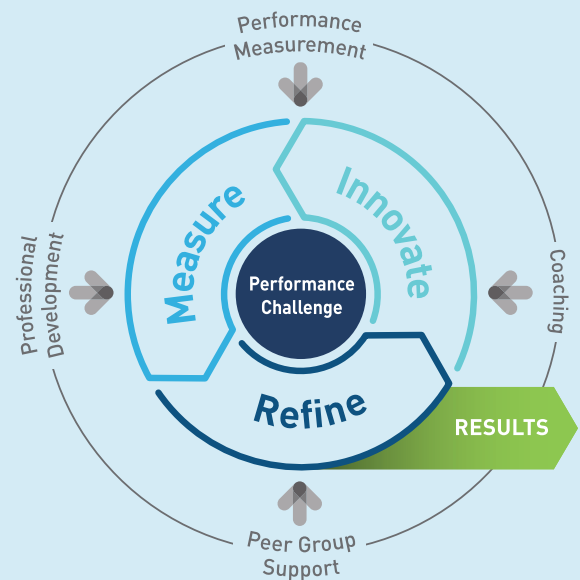 Performance
Measurement
Innovate
Measure
Professional
Development
Performance
Challenge
Coaching
Refine
RESULTS
Peer Group
Support